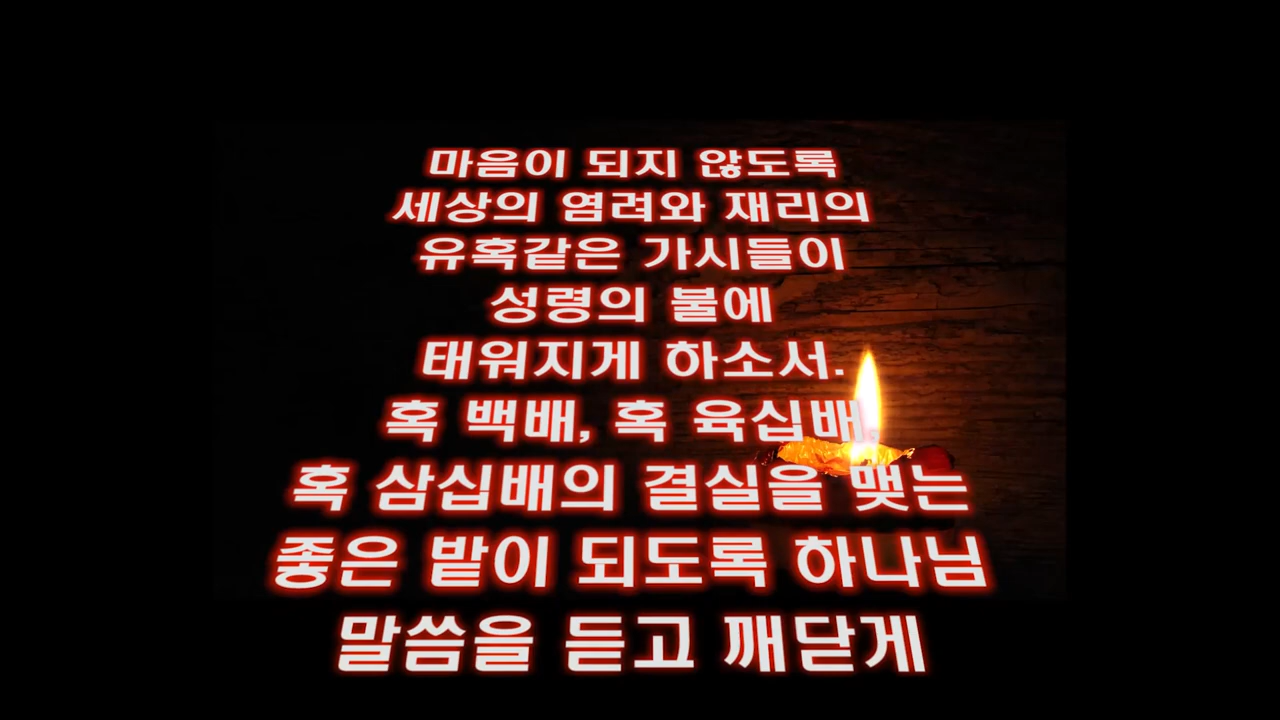 마음이 되지 않도록
세상의 염려와 재리의
유혹같은 가시들이
성령의 불에
태워지게 하소서.
혹 백배, 혹 육십배,
혹 삼십배의 결실을 맺는
좋은 밭이 되도록 하나님
말씀을 듣고 깨닫게